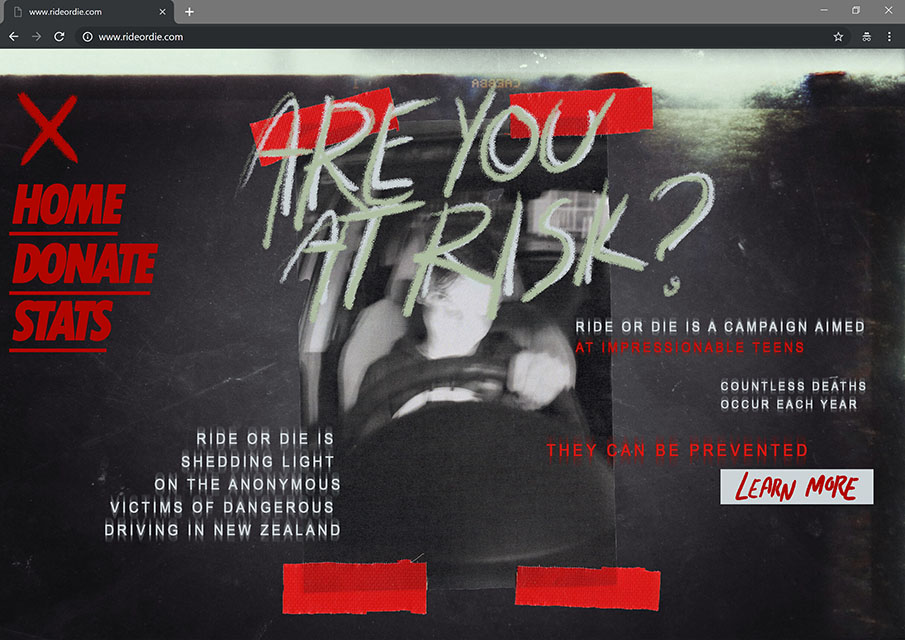 www.rideordie.com
www.rideordie.com
ARE YOU
AT RISK?
HOME
DONATE
STATS
RIDE OR DIE IS A CAMPAIGN AIMED
AT IMPRESSIONABLE TEENS
COUNTLESS DEATHS
OCCUR EACH YEAR
THEY CAN BE PREVENTED
LEARN MORE
RIDE OR DIE IS
SHEDDING LIGHT
ON THE ANONYMOUS
VICTIMS OF DANGEROUS
DRIVING IN NEW ZEALAND